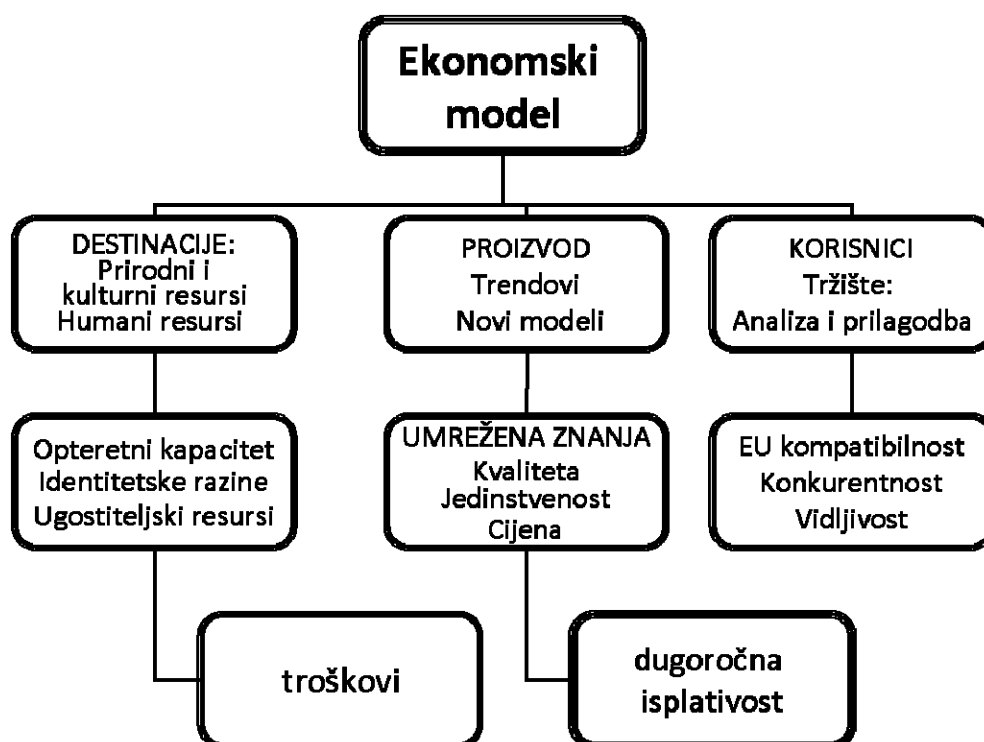 Ekonomski
model
DESTINACIJE:
Prirodni i
kulturni resursi
Humani resursi
PROIZVOD
Trendovi
Novi modeli
KORISNICI
Tržište:
Analiza i prilagodba
Opteretni kapacitet
Identitetske razine
Ugostiteljski resursi
UMREŽENA ZNANJA
Kvaliteta
Jedinstvenost
Cijena
EU kompatibilnost
Konkurentnost
Vidljivost
troškovi
dugoročna
isplativost